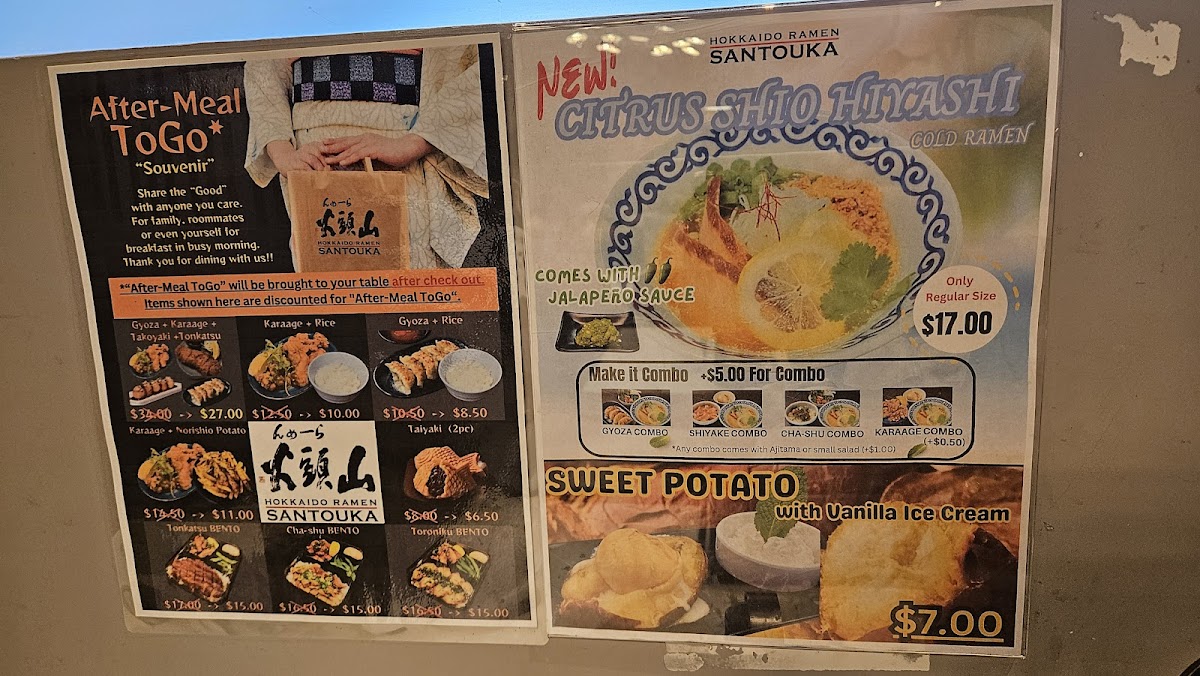 After-Meal
ToGo*
"Souvenir"
Share the "Good"
with anyone you care.
For family, roommates
or even yourself for
breakfast in busy morning.
Thank you for dining with us!!
らーめん
山頭火
HOKKAIDO RAMEN
SANTOUKA
*"After-Meal ToGo" will be brought to your table after check out.
Items shown here are discounted for "After-Meal ToGo".
Gyoza + Karaage +
Takoyaki +Tonkatsu
$34.00 -> $27.00
Karaage + Rice
$12.50 -> $10.00
Gyoza + Rice
$10.50 -> $8.50
Karaage + Norishio Potato
$14.50 -> $11.00
らーめん
山頭火
HOKKAIDO RAMEN
SANTOUKA
Taiyaki (2pc)
$8.00 -> $6.50
Tonkatsu BENTO
$17.00 -> $15.00
Cha-shu BENTO
$16.50 -> $15.00
Toroniku BENTO
$16.50 -> $15.00
HOKKAIDO RAMEN
SANTOUKA
NEW!
CITRUS SHIO HIYASHI
COLD RAMEN
COMES WITH
JALAPEÑO SAUCE
Only
Regular Size
$17.00
Make it Combo +$5.00 For Combo
GYOZA COMBO
SHIYAKE COMBO
CHA-SHU COMBO
KARAAGE COMBO
(+$0.50)
*Any combo comes with Ajitama or small salad (+$1.00)
SWEET POTATO
with Vanilla Ice Cream
$7.00